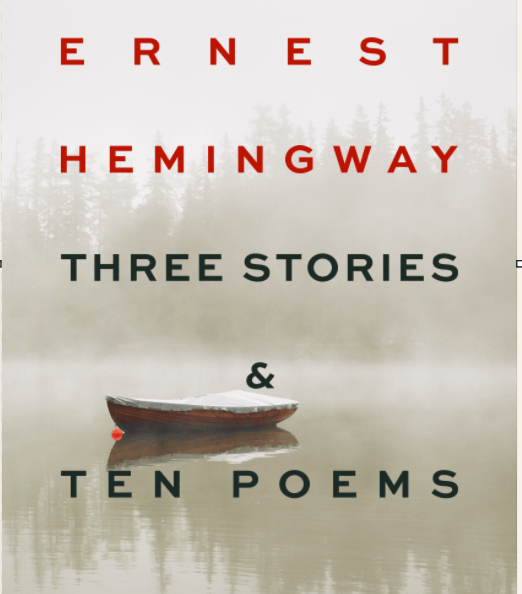 ERNEST
HEMINGWAY
THREE STORIES
&
TEN POEMS